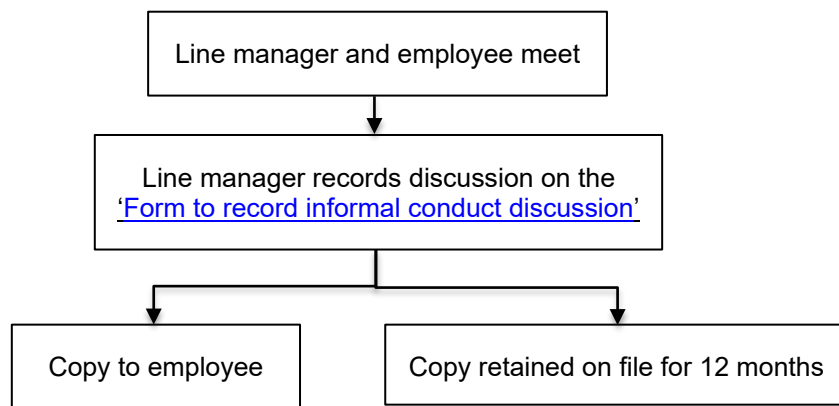 Line manager and employee meet
Line manager records discussion on the
‘Form to record informal conduct discussion’
Copy to employee
Copy retained on file for 12 months